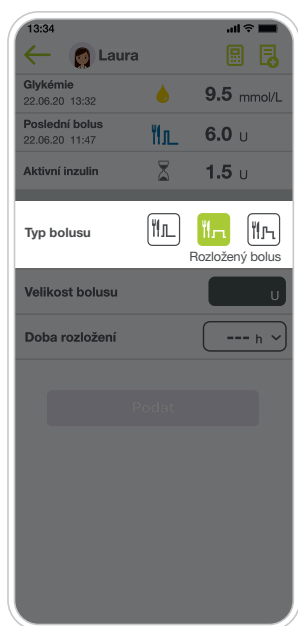 13:34
Laura
Glykémie
22.06.20 13:32
9.5 mmol/L
Poslední bolus
22.06.20 11:47
6.0 U
Aktivní inzulin
1.5 U
Typ bolusu
Rozložený bolus
Velikost bolusu
U
Doba rozložení
--- h
Podat